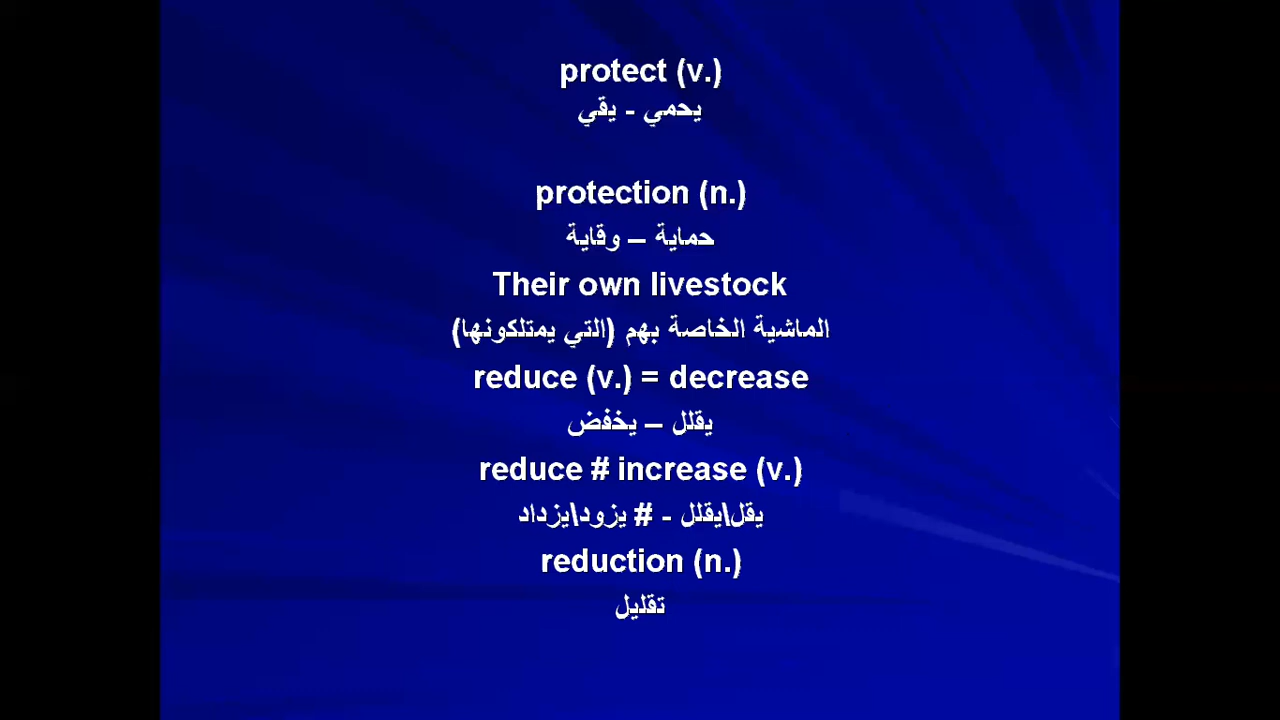 protect (v.)
يحمي - يقي
protection (n.)
حماية – وقاية
Their own livestock
الماشية الخاصة بهم (التي يمتلكونها)
reduce (v.) = decrease
يقلل – يخفض
reduce # increase (v.)
يقل\يقلل - # يزود\يزداد
reduction (n.)
تقليل